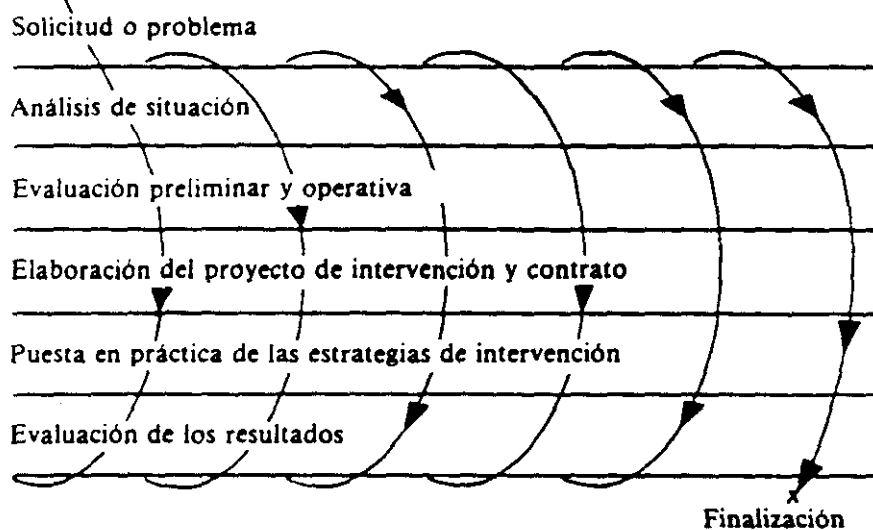 Solicitud o problema
Análisis de situación
Evaluación preliminar y operativa
Elaboración del proyecto de intervención y contrato
Puesta en práctica de las estrategias de intervención
Evaluación de los resultados
x
Finalización